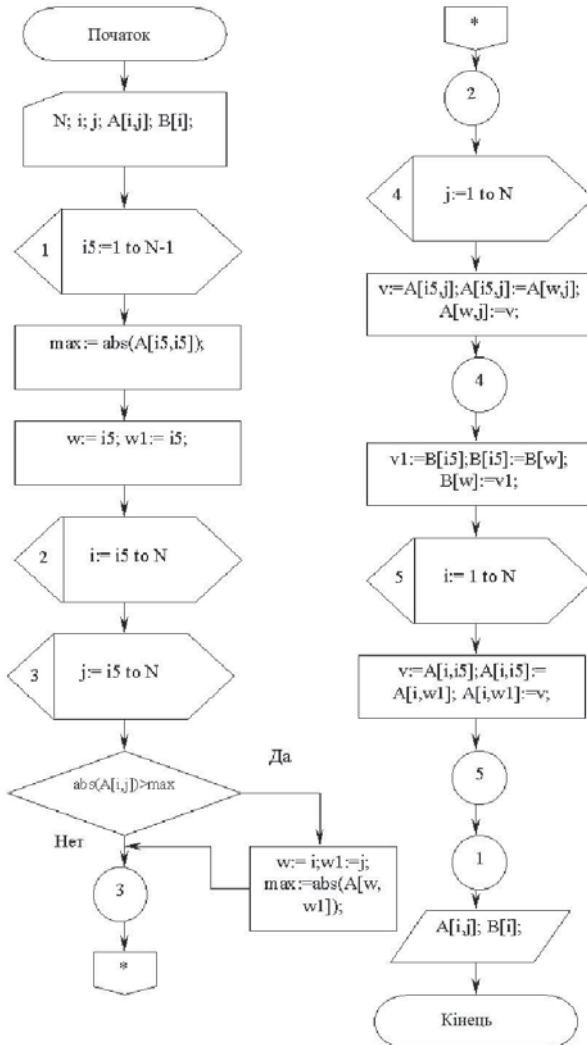 Початок
N; i; j; A[i,j]; B[i];
1
i5:=1 to N-1
max:= abs(A[i5,i5]);
w:= i5; w1:= i5;
2
i:= i5 to N
3
j:= i5 to N
abs(A[i,j])>max
Да
Нет
w:= i;w1:=j;
max:=abs(A[w,
w1]);
3
*
*
2
4
j:=1 to N
v:=A[i5,j];A[i5,j]:=A[w,j];
A[w,j]:=v;
4
v1:=B[i5];B[i5]:=B[w];
B[w]:=v1;
5
i:= 1 to N
v:=A[i,i5];A[i,i5]:=
A[i,w1]; A[i,w1]:=v;
5
1
A[i,j]; B[i];
Кінець